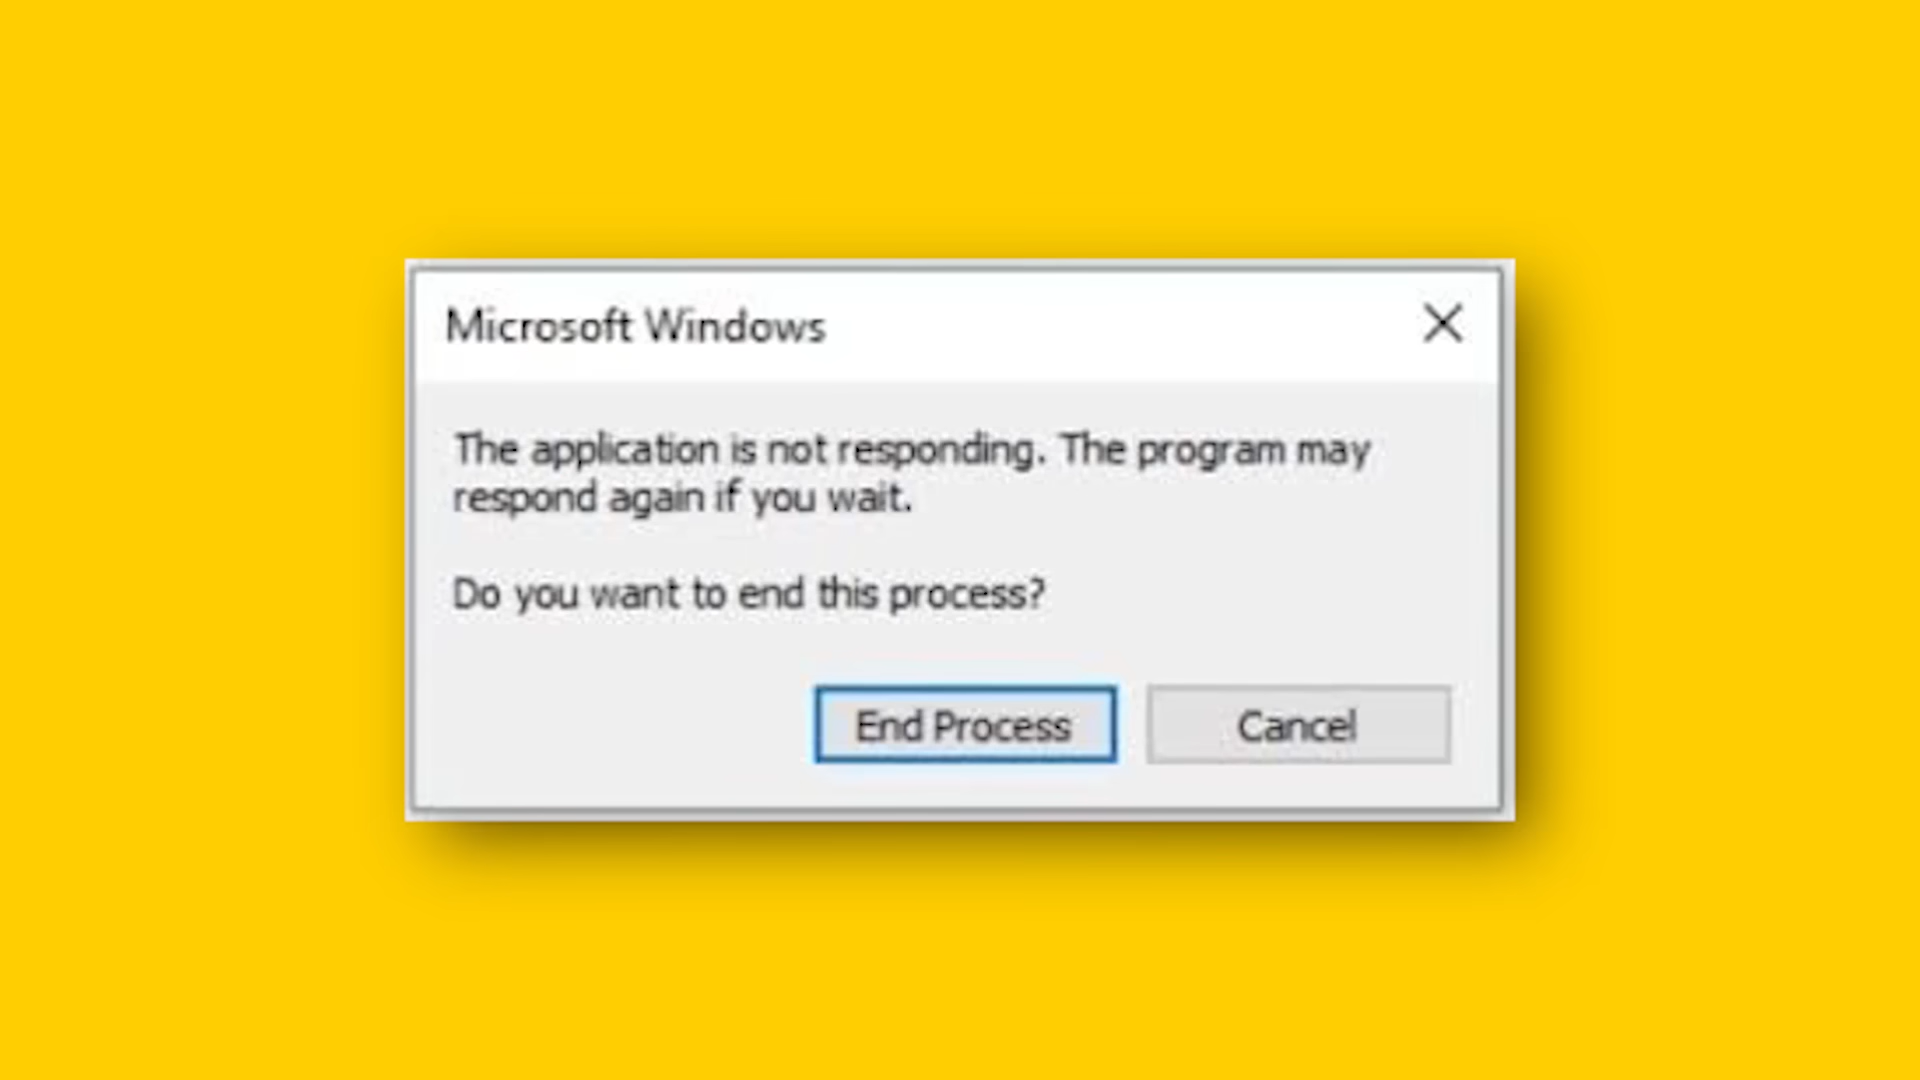 Microsoft Windows
The application is not responding. The program may
respond again if you wait.
Do you want to end this process?
End Process
Cancel